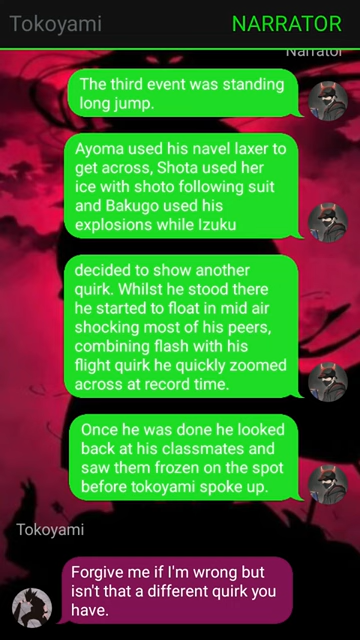 Tokoyami NARRATOR
Narrator
The third event was standing
long jump.
Ayoma used his navel laxer to
get across, Shota used her
ice with shoto following suit
and Bakugo used his
explosions while Izuku
decided to show another
quirk. Whilst he stood there
he started to float in mid air
shocking most of his peers,
combining flash with his
flight quirk he quickly zoomed
across at record time.
Once he was done he looked
back at his classmates and
saw them frozen on the spot
before tokoyami spoke up.
Tokoyami
Forgive me if I'm wrong but
isn't that a different quirk you
have.